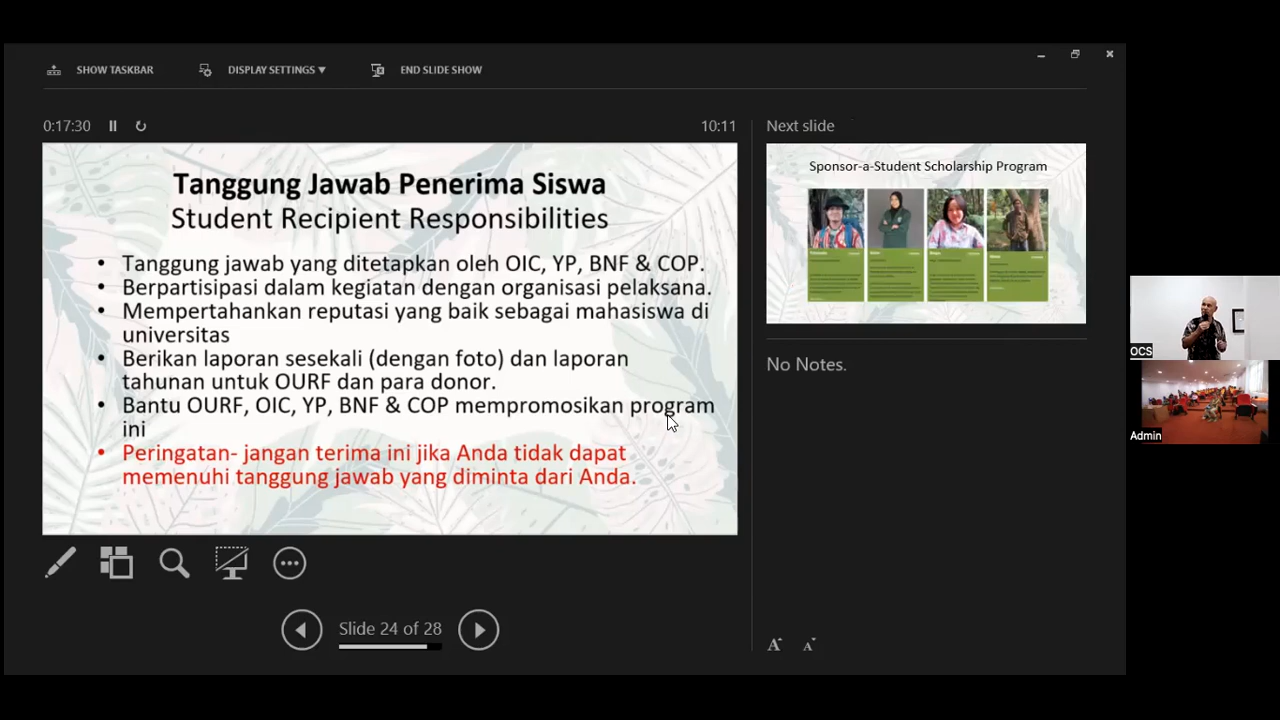 SHOW TASKBAR
DISPLAY SETTINGS ▼
END SLIDE SHOW
0:17:30
10:11
Tanggung Jawab Penerima Siswa
Student Recipient Responsibilities
• Tanggung jawab yang ditetapkan oleh OIC, YP, BNF & COP.
• Berpartisipasi dalam kegiatan dengan organisasi pelaksana.
• Mempertahankan reputasi yang baik sebagai mahasiswa di
universitas
• Berikan laporan sesekali (dengan foto) dan laporan
tahunan untuk OURF dan para donor.
• Bantu OURF, OIC, YP, BNF & COP mempromosikan program
ini
• Peringatan- jangan terima ini jika Anda tidak dapat
memenuhi tanggung jawab yang diminta dari Anda.
Slide 24 of 28
Next slide
Sponsor-a-Student Scholarship Program
No Notes.
A A
OCS
Admin